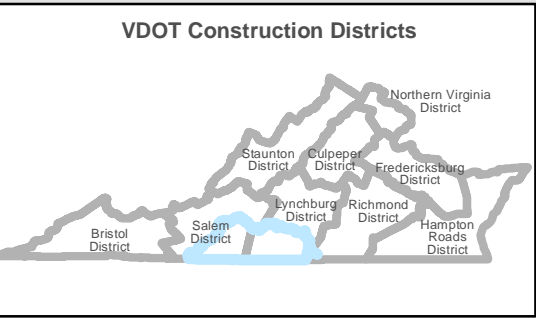 VDOT Construction Districts
Northern Virginia
District
Staunton
District
Culpeper
District
Fredericksburg
District
Lynchburg
District
Richmond
District
Salem
District
Hampton
Roads
District
Bristol
District